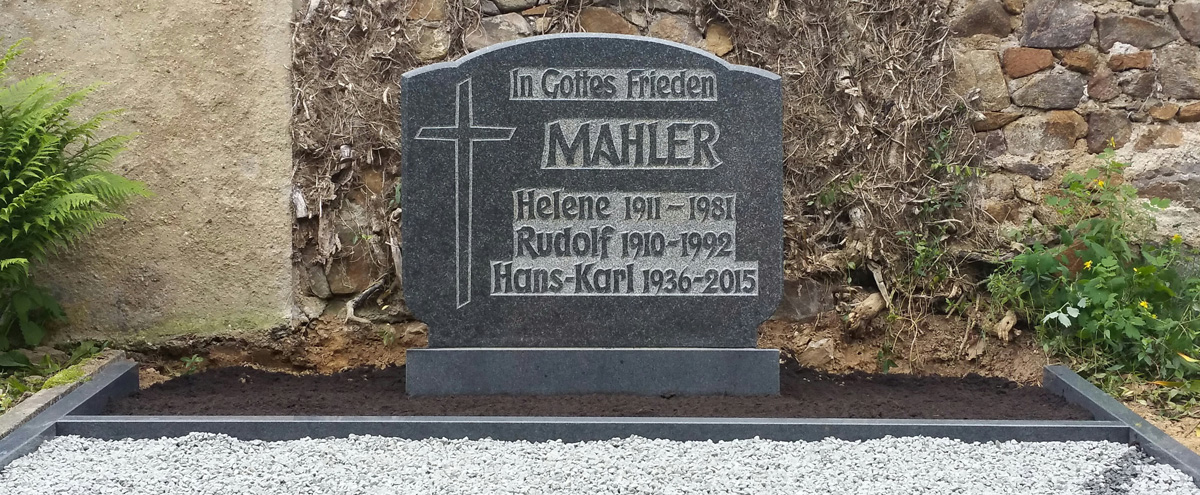 In Gottes Frieden
MAHLER
Helene 1911 – 1981
Rudolf 1910-1992
Hans-Karl 1936-2015